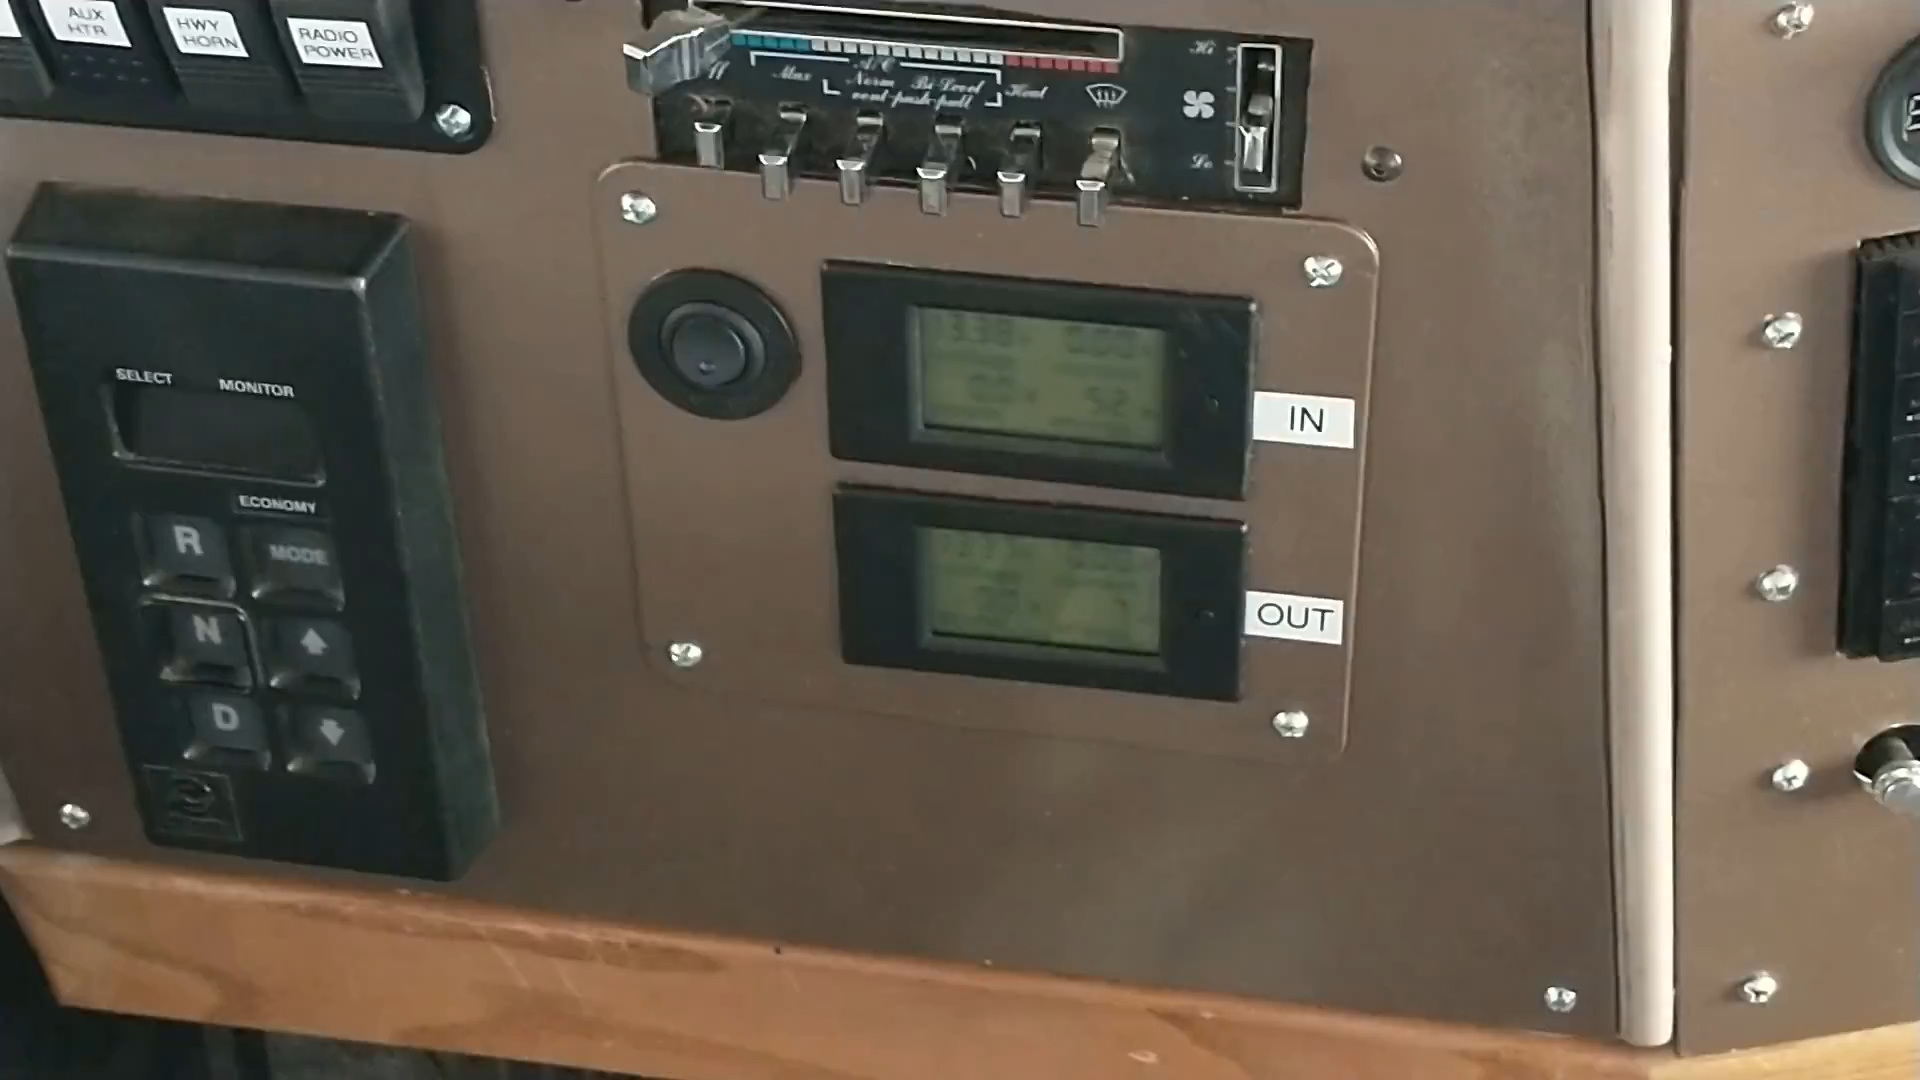 AUX
HTR
HWY
HORN
RADIO
POWER
Hi
A/C
Max
Norm
Bi-Level
Heat
vent-push-pull
Lo
SELECT
MONITOR
IN
ECONOMY
R
MODE
N
OUT
D